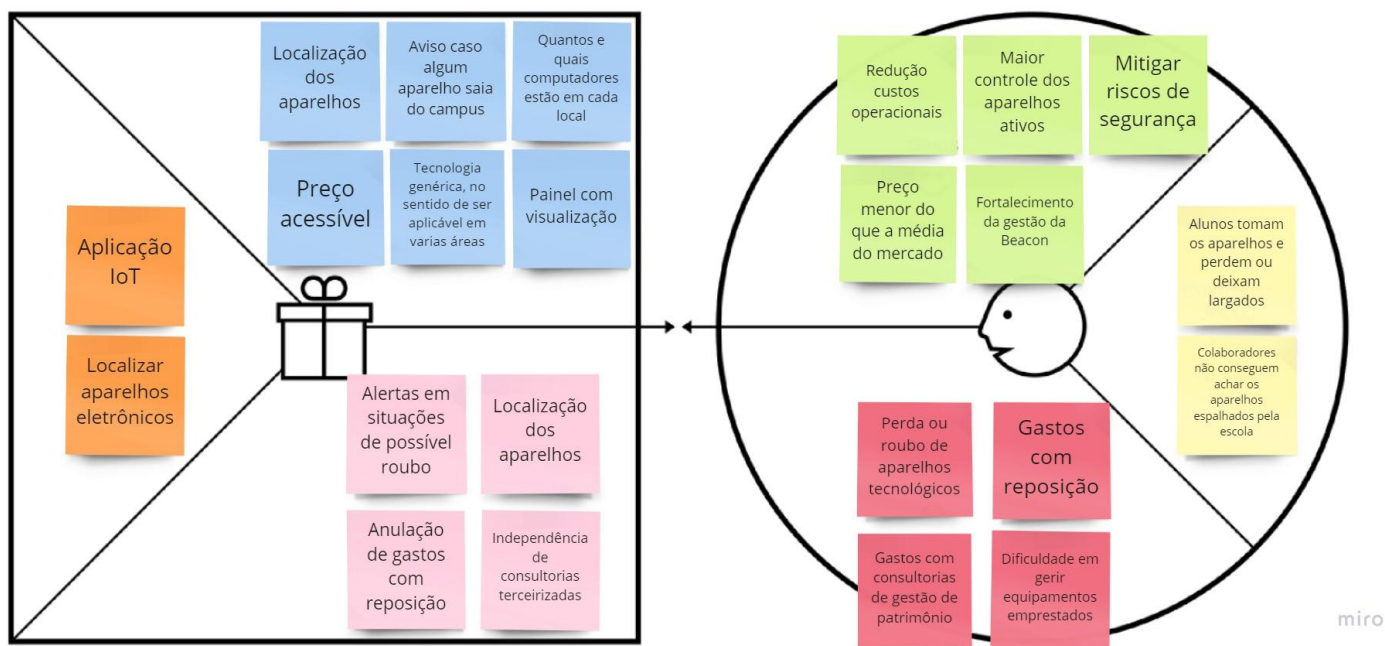 Localização
dos
aparelhos
Aviso caso
algum
aparelho saia
do campus
Quantos e
quais
computadores
estão em cada
local
Preço
acessível
Tecnologia
genérica, no
sentido de ser
aplicável em
varias áreas
Painel com
visualização
Aplicação
IoT
Localizar
aparelhos
eletrônicos
Alertas em
situações
de possível
roubo
Localização
dos
aparelhos
Anulação
de gastos
com
reposição
Independência
de
consultorias
terceirizadas
Redução
custos
operacionais
Maior
controle dos
aparelhos
ativos
Mitigar
riscos de
segurança
Preço
menor do
que a média
do mercado
Fortalecimento
da gestão da
Beacon
Alunos tomam
os aparelhos e
perdem ou
deixam
largados
Colaboradores
não conseguem
achar os
aparelhos
espalhados pela
escola
Perda ou
roubo de
aparelhos
tecnológicos
Gastos
com
reposição
Gastos com
consultorias
de gestão de
patrimônio
Dificuldade em
gerir
equipamentos
emprestados
miro